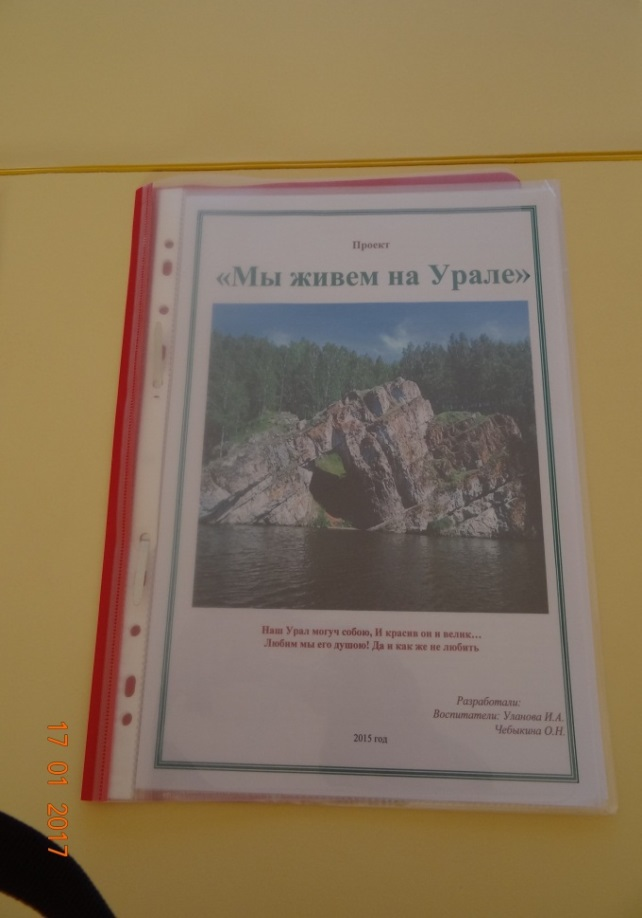 Проект
«Мы живем на Урале»
Наш Урал могуч собою, И красив он и велик…
Любим мы его душою! Да и как же не любить
Разработали:
Воспитатели: Уланова И.А.
Чебыкина О.Н.
2015 год
17 01 2017